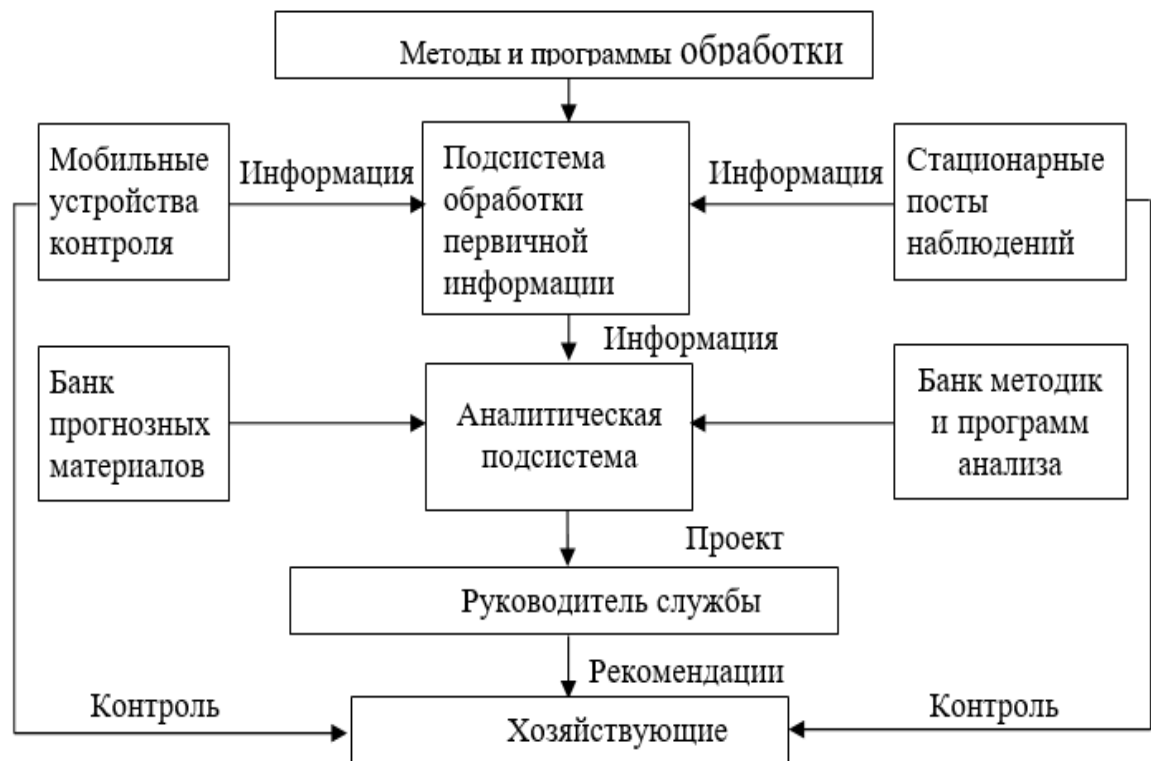 Методы и программы обработки
Мобильные
устройства
контроля
Информация
Подсистема
обработки
первичной
информации
Информация
Стационарные
посты
наблюдений
Информация
Банк
прогнозных
материалов
Аналитическая
подсистема
Банк методик
и программ
анализа
Проект
Руководитель службы
Рекомендации
Контроль
Хозяйствующие
Контроль